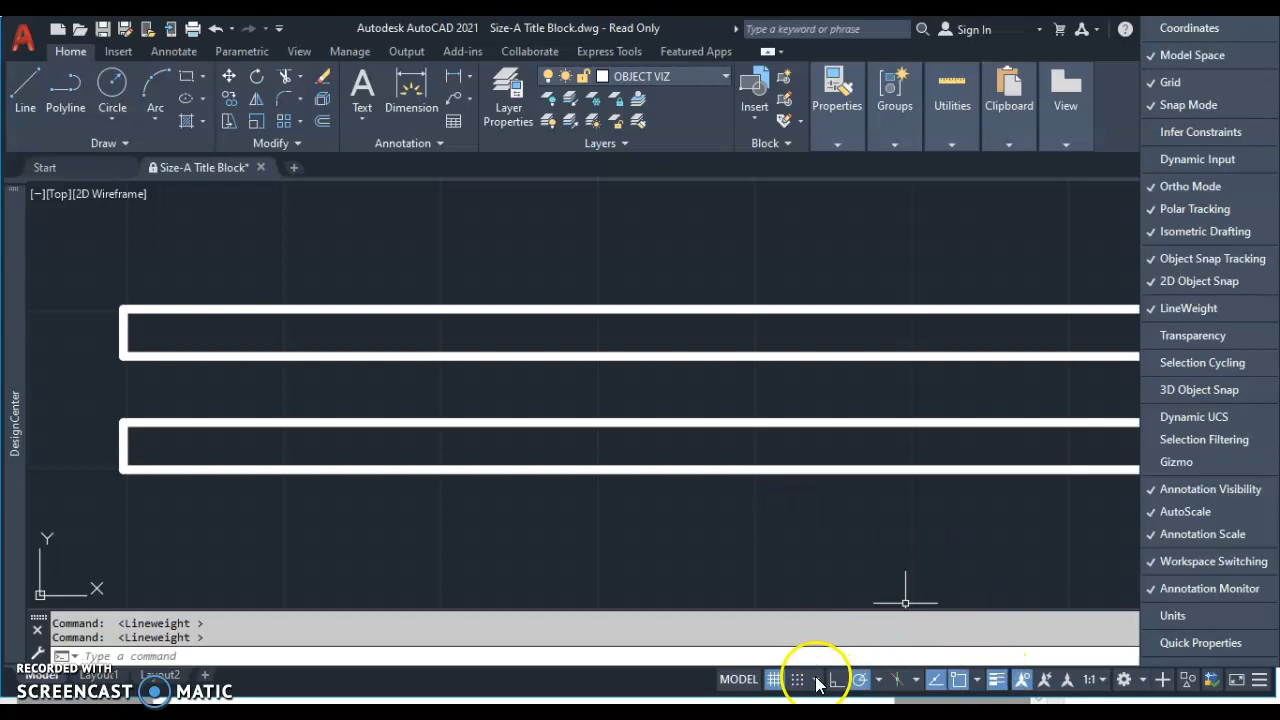 Autodesk AutoCAD 2021 Size-A Title Block.dwg - Read Only
Type a keyword or phrase
Sign In
Home Insert Annotate Parametric View Manage Output Add-ins Collaborate Express Tools Featured Apps
OBJECT VIZ
Line Polyline Circle Arc
Text Dimension
Layer Properties
Insert
Properties Groups Utilities Clipboard View
Draw Modify Annotation Layers Block
Start Size-A Title Block*
[−][Top][2D Wireframe]
DesignCenter
Y
X
Command: <Lineweight >
Command: <Lineweight >
Type a command
Model Layout1 Layout2
MODEL 1:1
RECORDED WITH
SCREENCAST MATIC
Coordinates
Model Space
Grid
Snap Mode
Infer Constraints
Dynamic Input
Ortho Mode
Polar Tracking
Isometric Drafting
Object Snap Tracking
2D Object Snap
LineWeight
Transparency
Selection Cycling
3D Object Snap
Dynamic UCS
Selection Filtering
Gizmo
Annotation Visibility
AutoScale
Annotation Scale
Workspace Switching
Annotation Monitor
Units
Quick Properties